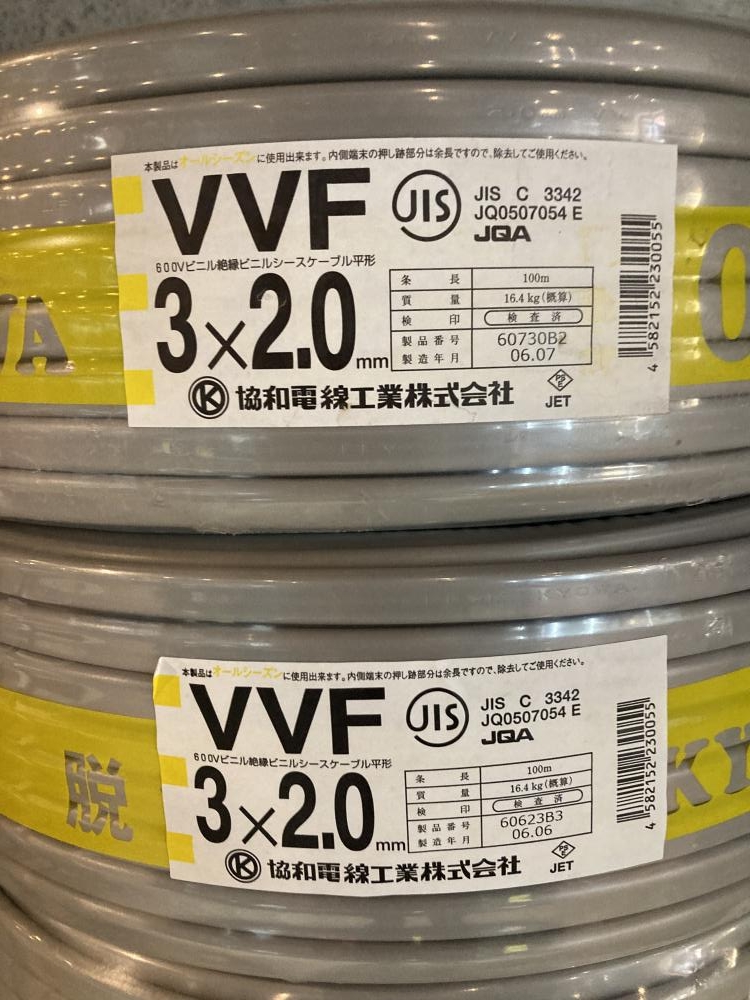 本製品はオールシーズンに使用出来ます。内側端末の押し跡部分は余長ですので、除去してご使用ください。
VVF
JIS
JIS C 3342
JQ0507054 E
JQA
600Vビニル絶縁ビニルシースケーブル平形
3×2.0mm
条長 100m
質量 16.4kg(概算)
検印 検査済
製品番号 60730B2
製造年月 06.07
K 協和電線工業株式会社
PSE
JET
4 582152 230055
本製品はオールシーズンに使用出来ます。内側端末の押し跡部分は余長ですので、除去してご使用ください。
VVF
JIS
JIS C 3342
JQ0507054 E
JQA
600Vビニル絶縁ビニルシースケーブル平形
3×2.0mm
条長 100m
質量 16.4kg(概算)
検印 検査済
製品番号 60623B3
製造年月 06.06
K 協和電線工業株式会社
PSE
JET
4 582152 230055
脱
KY